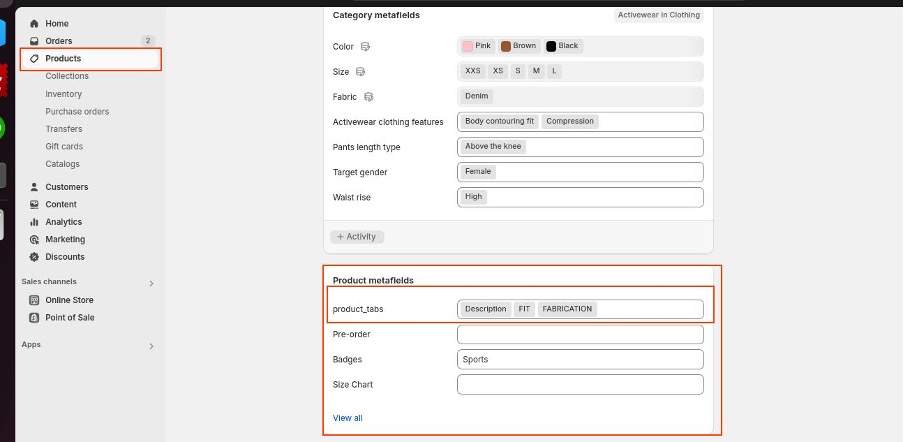 Home
Orders 2
Products
Collections
Inventory
Purchase orders
Transfers
Gift cards
Catalogs
Customers
Content
Analytics
Marketing
Discounts
Sales channels
Online Store
Point of Sale
Apps
Category metafields Activewear in Clothing
Color Pink Brown Black
Size XXS XS S M L
Fabric Denim
Activewear clothing features Body contouring fit Compression
Pants length type Above the knee
Target gender Female
Waist rise High
+ Activity
Product metafields
product_tabs Description FIT FABRICATION
Pre-order
Badges Sports
Size Chart
View all